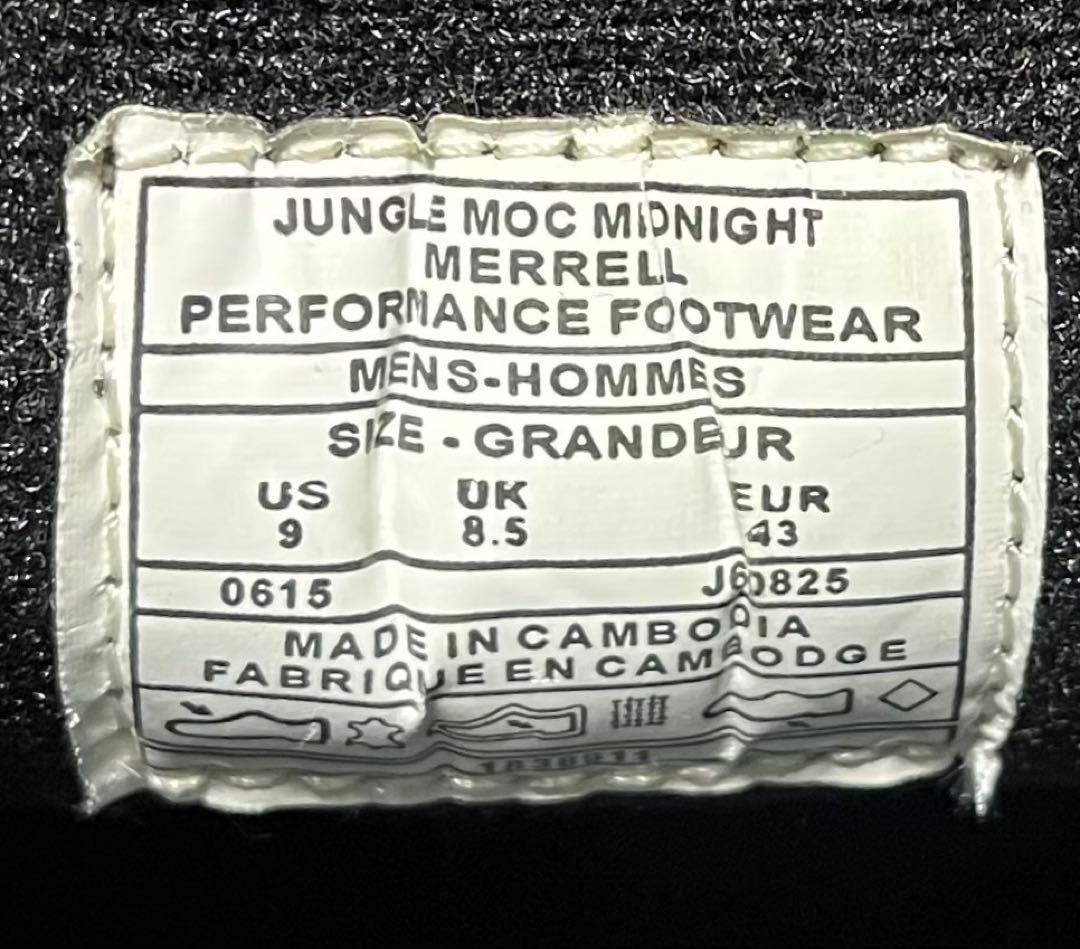 JUNGLE MOC MIDNIGHT
MERRELL
PERFORMANCE FOOTWEAR
MENS-HOMMES
SIZE - GRANDEUR
US UK EUR
9 8.5 43
0615 J60825
MADE IN CAMBODIA
FABRIQUE EN CAMBODGE